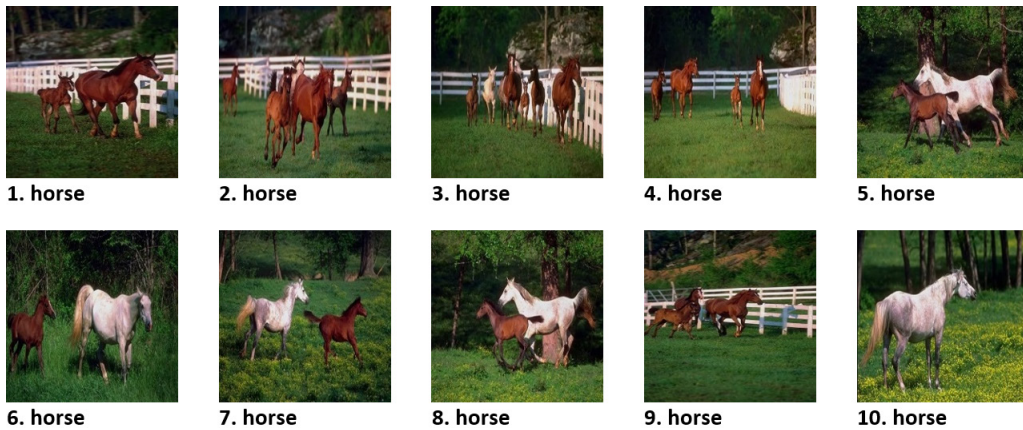 1. horse
2. horse
3. horse
4. horse
5. horse
6. horse
7. horse
8. horse
9. horse
10. horse